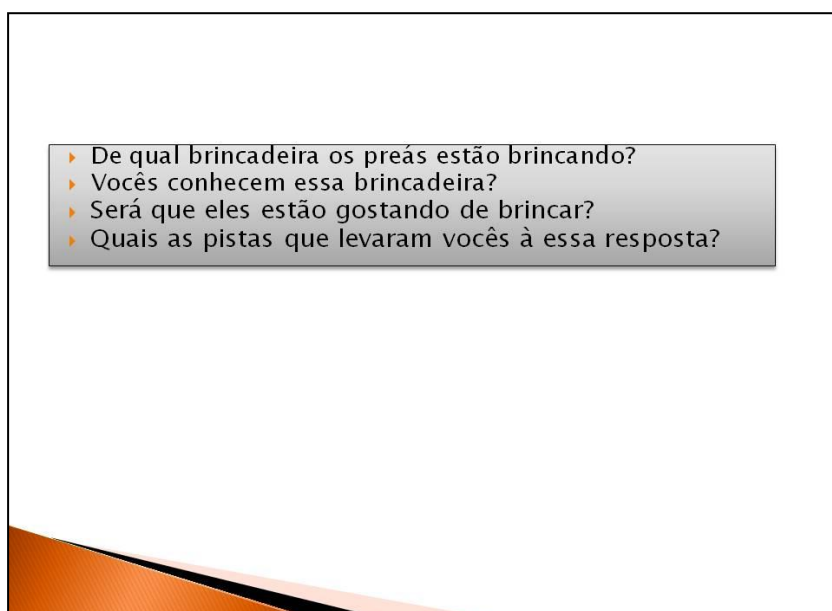 De qual brincadeira os preás estão brincando?
Vocês conhecem essa brincadeira?
Será que eles estão gostando de brincar?
Quais as pistas que levaram vocês à essa resposta?